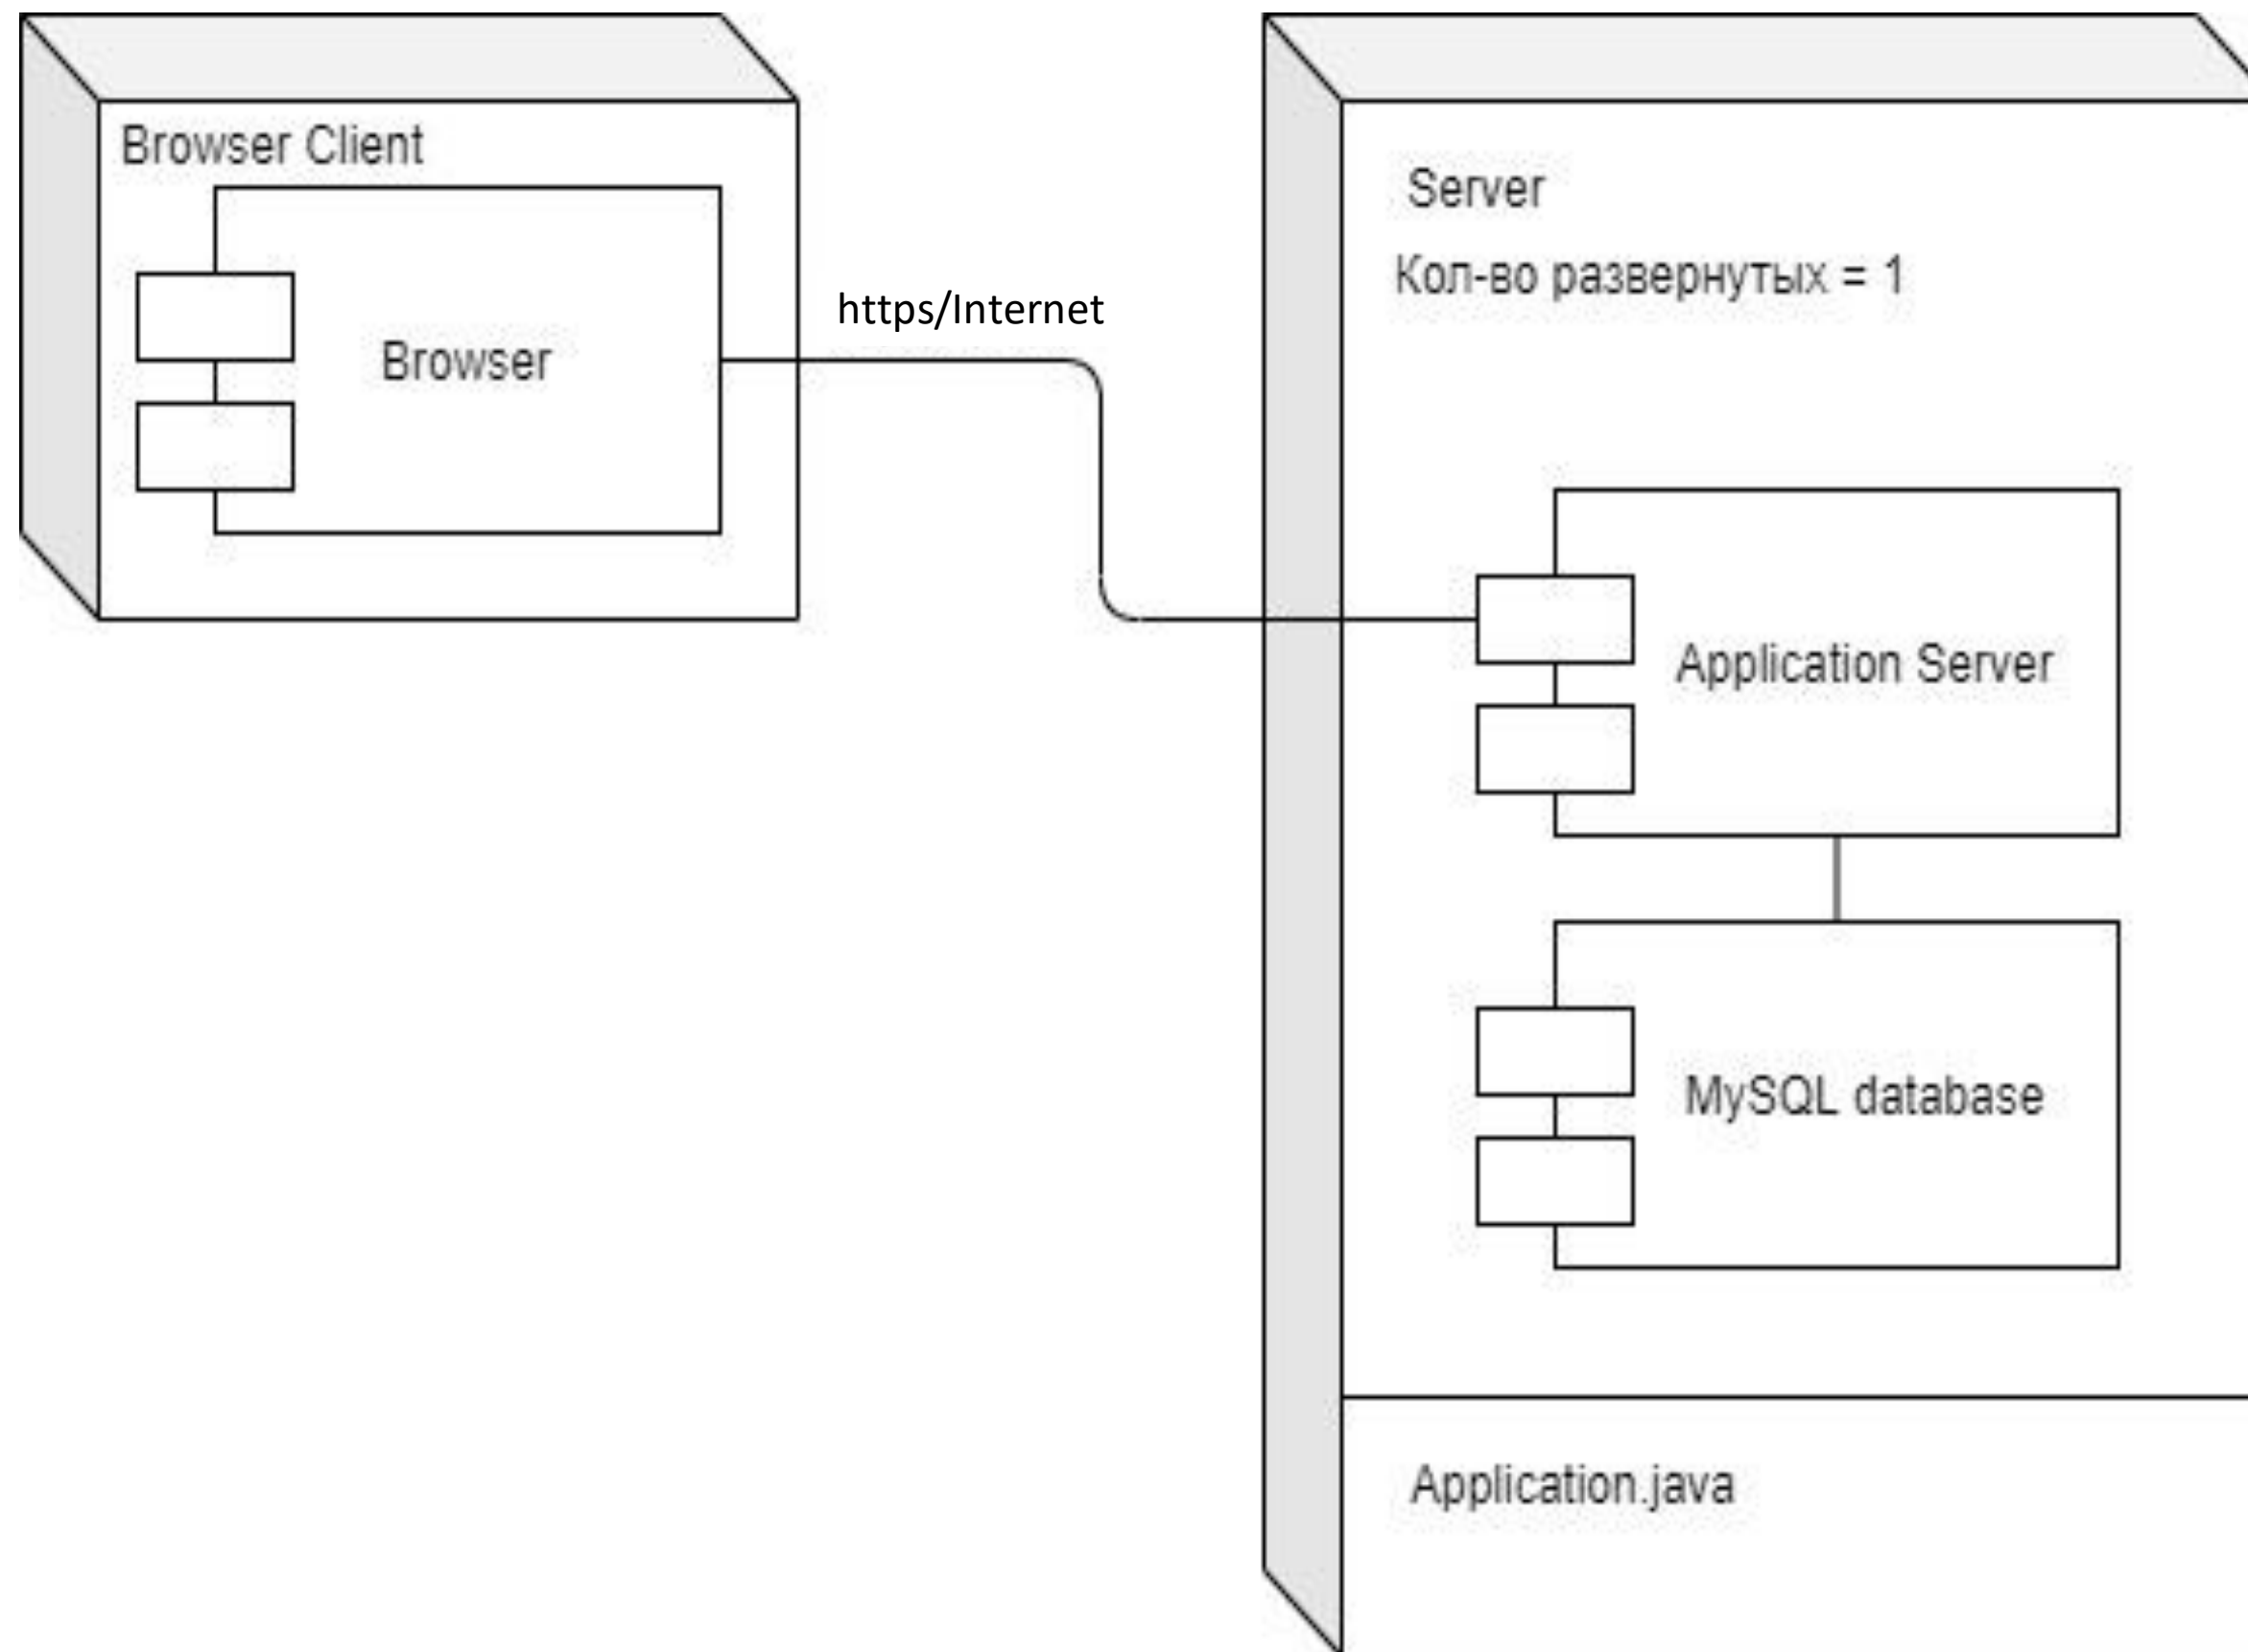 Browser Client
Browser
https/Internet
Server
Кол-во развернутых = 1
Application Server
MySQL database
Application.java